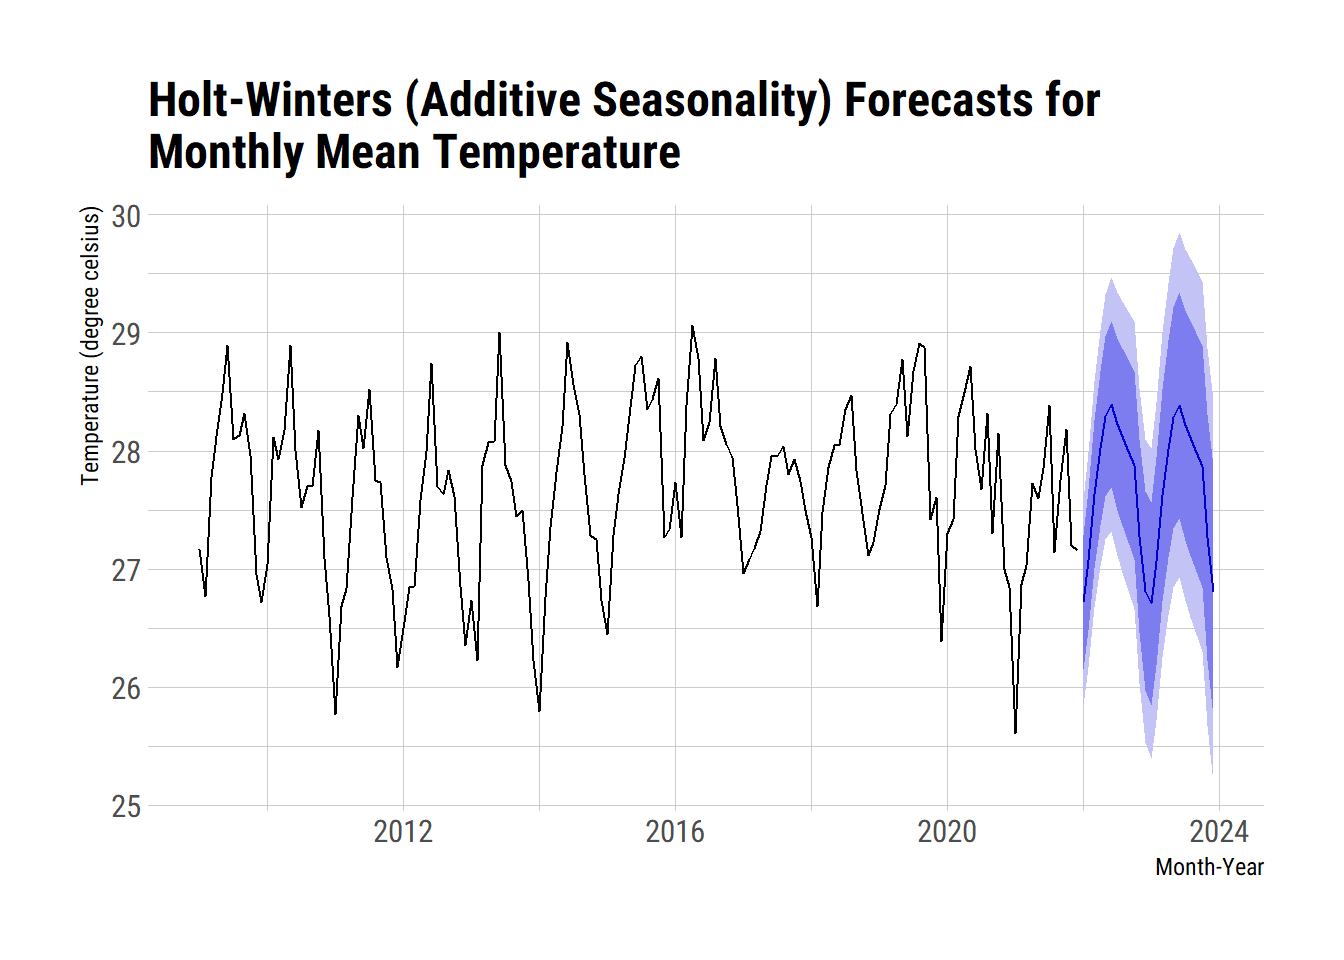 Holt-Winters (Additive Seasonality) Forecasts for
Monthly Mean Temperature
Temperature (degree celsius)
30
29
28
27
26
25
2012
2016
2020
2024
Month-Year